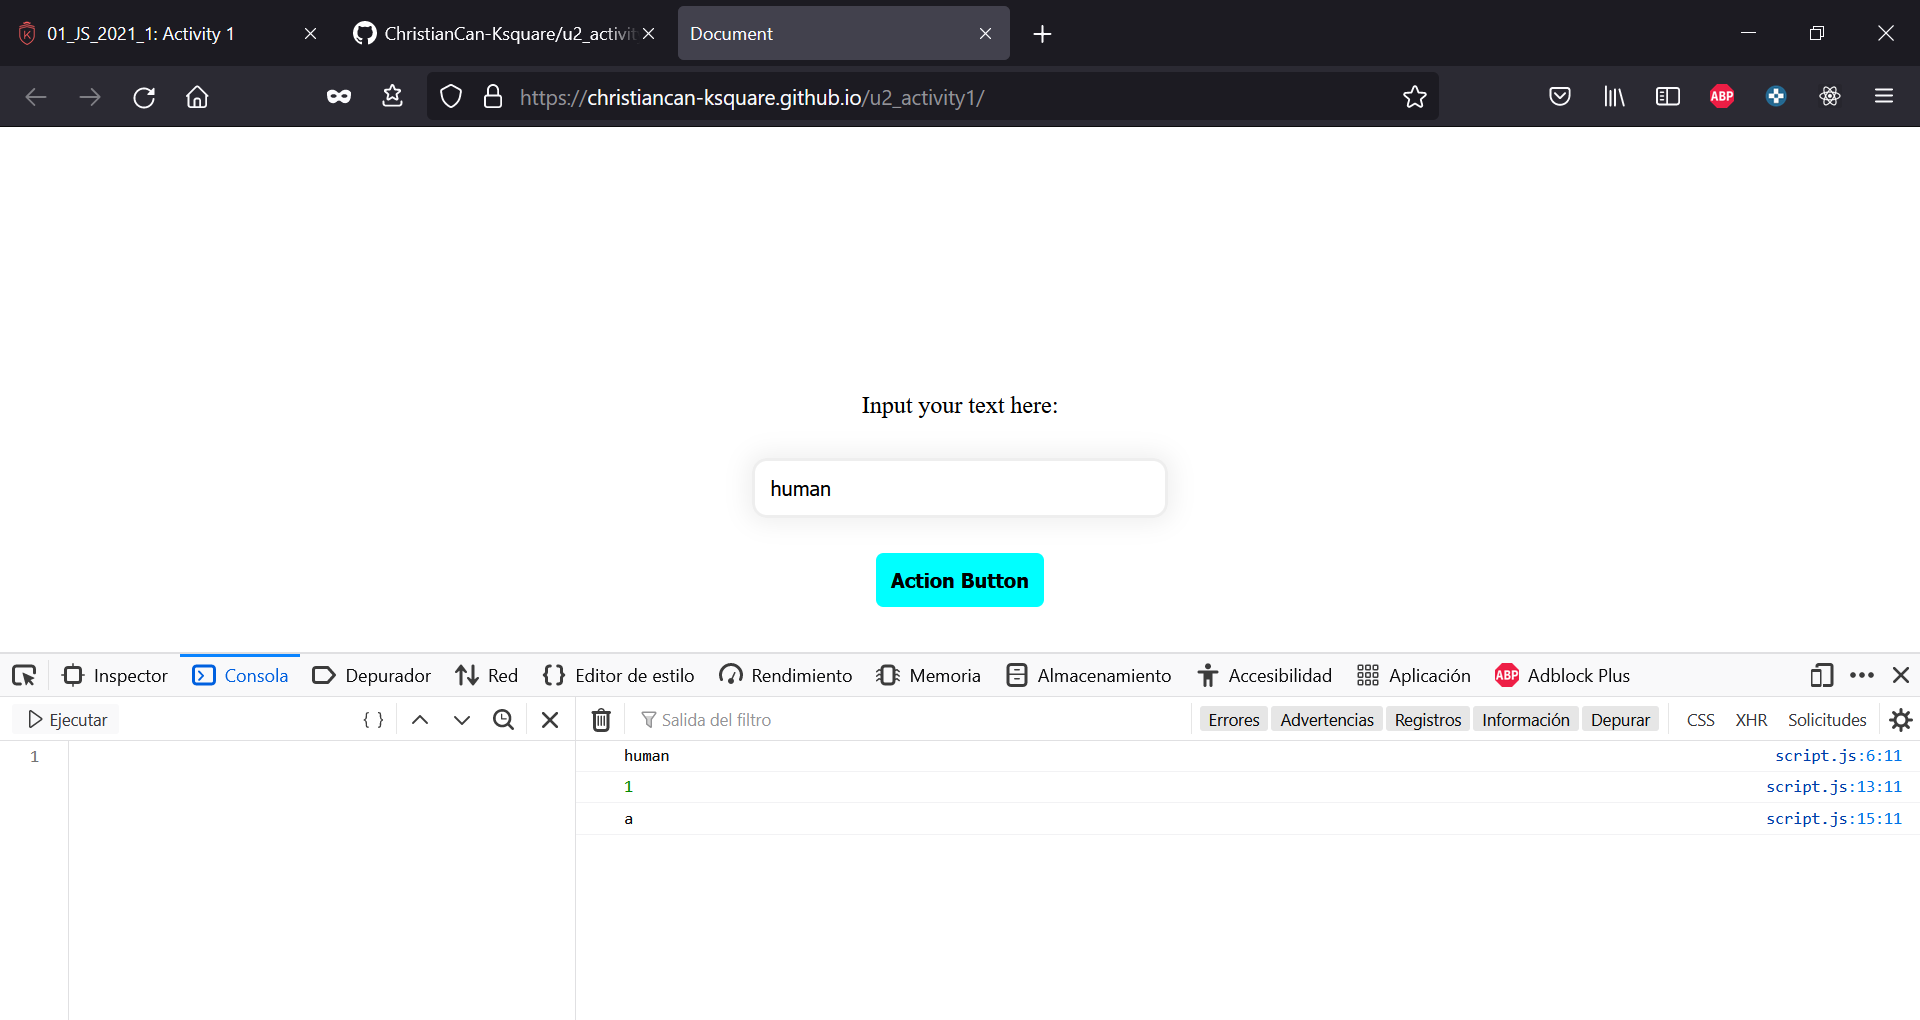 01_JS_2021_1: Activity 1
ChristianCan-Ksquare/u2_activit
Document
https://christiancan-ksquare.github.io/u2_activity1/
ABP
Input your text here:
human
Action Button
Inspector
Consola
Depurador
Red
Editor de estilo
Rendimiento
Memoria
Almacenamiento
Accesibilidad
Aplicación
ABP
Adblock Plus
Ejecutar
Salida del filtro
Errores
Advertencias
Registros
Información
Depurar
CSS
XHR
Solicitudes
1
human script.js:6:11
1 script.js:13:11
a script.js:15:11